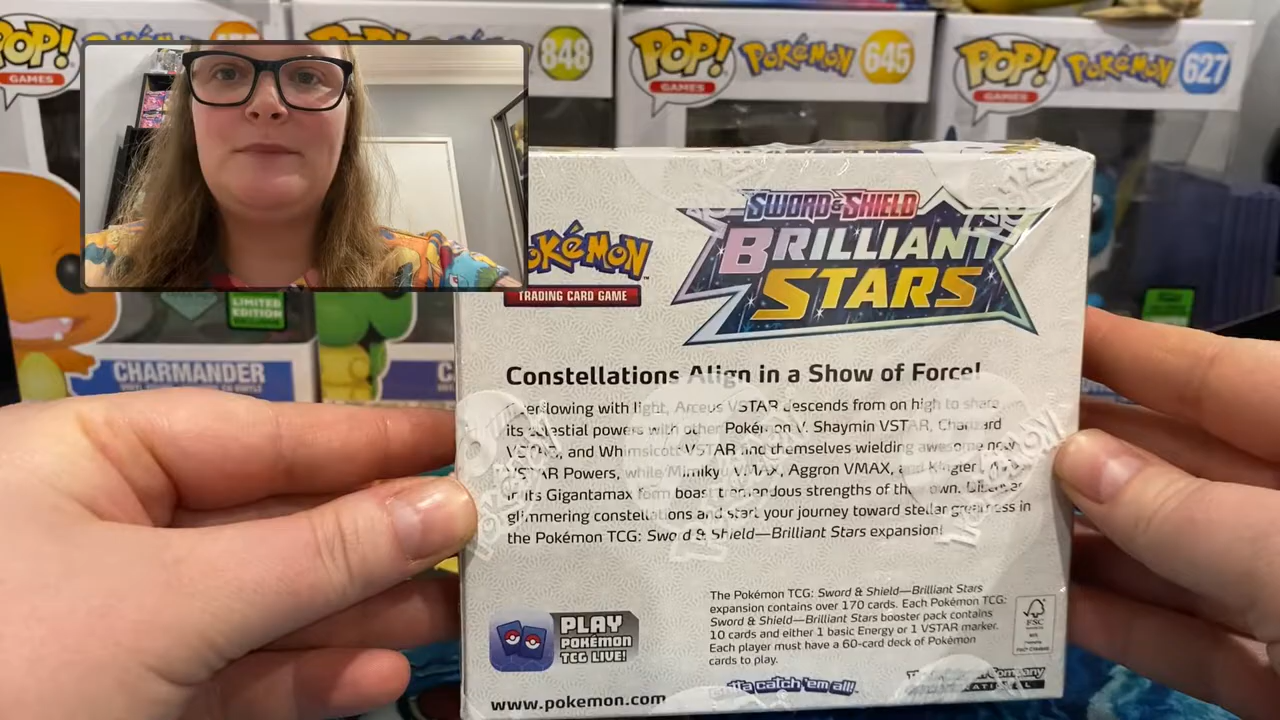 POP! GAMES
848
POP! GAMES POKéMON 645
POP! GAMES POKéMON 627
LIMITED EDITION
CHARMANDER
SWORD & SHIELD
BRILLIANT
STARS
TRADING CARD GAME
Constellations Align in a Show of Force!
with light, Arceus VSTAR descends from on high to share
its celestial powers with other Pokémon V. Shaymin VSTAR, Charizard
VSTAR, and Whimsicott VSTAR find themselves wielding awesome new
VSTAR Powers, while Mimikyu VMAX, Aggron VMAX, and Kingler
in its Gigantamax form boast tremendous strengths of their own. Discover
glimmering constellations and start your journey toward stellar greatness in
the Pokémon TCG: Sword & Shield—Brilliant Stars expansion!
The Pokémon TCG: Sword & Shield—Brilliant Stars
expansion contains over 170 cards. Each Pokémon TCG:
Sword & Shield—Brilliant Stars booster pack contains
10 cards and either 1 basic Energy or 1 VSTAR marker.
Each player must have a 60-card deck of Pokémon
cards to play.
PLAY
POKÉMON
TCG LIVE!
FSC
www.pokemon.com
Gotta catch 'em all!